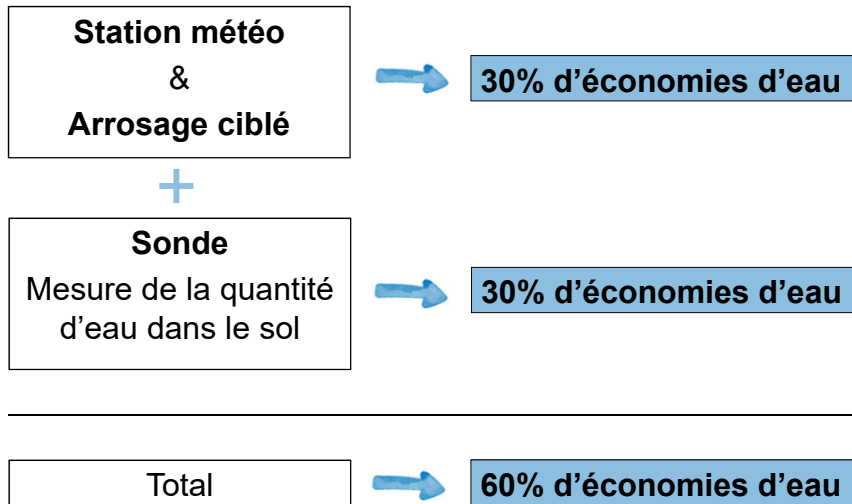 Station météo
&
Arrosage ciblé
30% d’économies d’eau
+
Sonde
Mesure de la quantité
d’eau dans le sol
30% d’économies d’eau
Total
60% d’économies d’eau